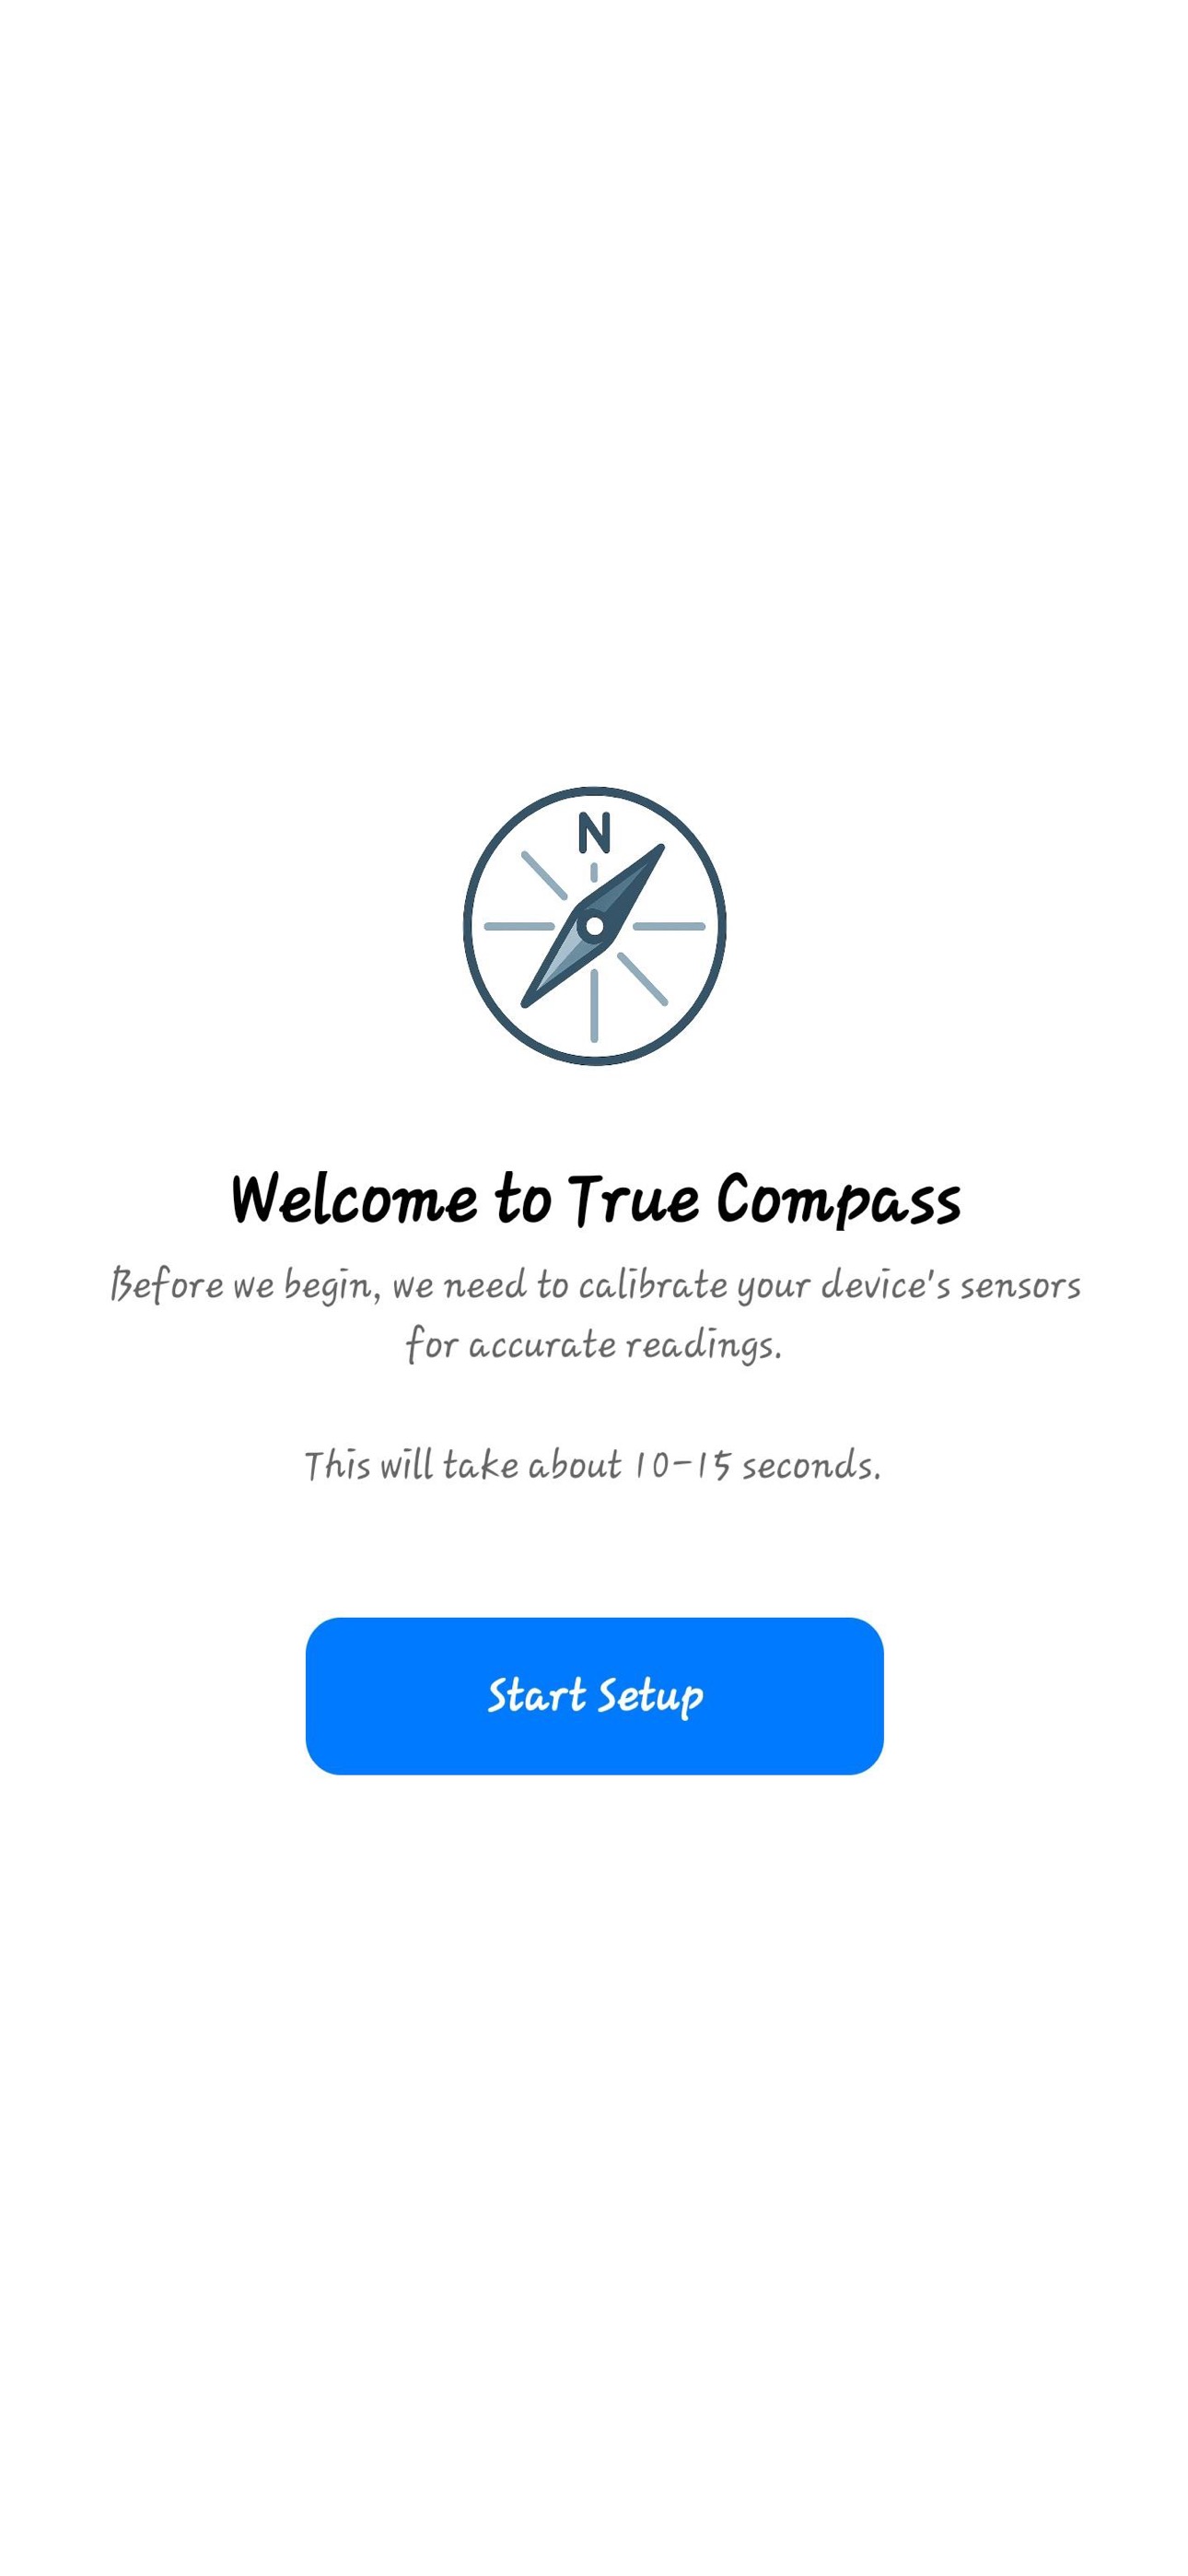 N
Welcome to True Compass
Before we begin, we need to calibrate your device's sensors
for accurate readings.
This will take about 10-15 seconds.
Start Setup